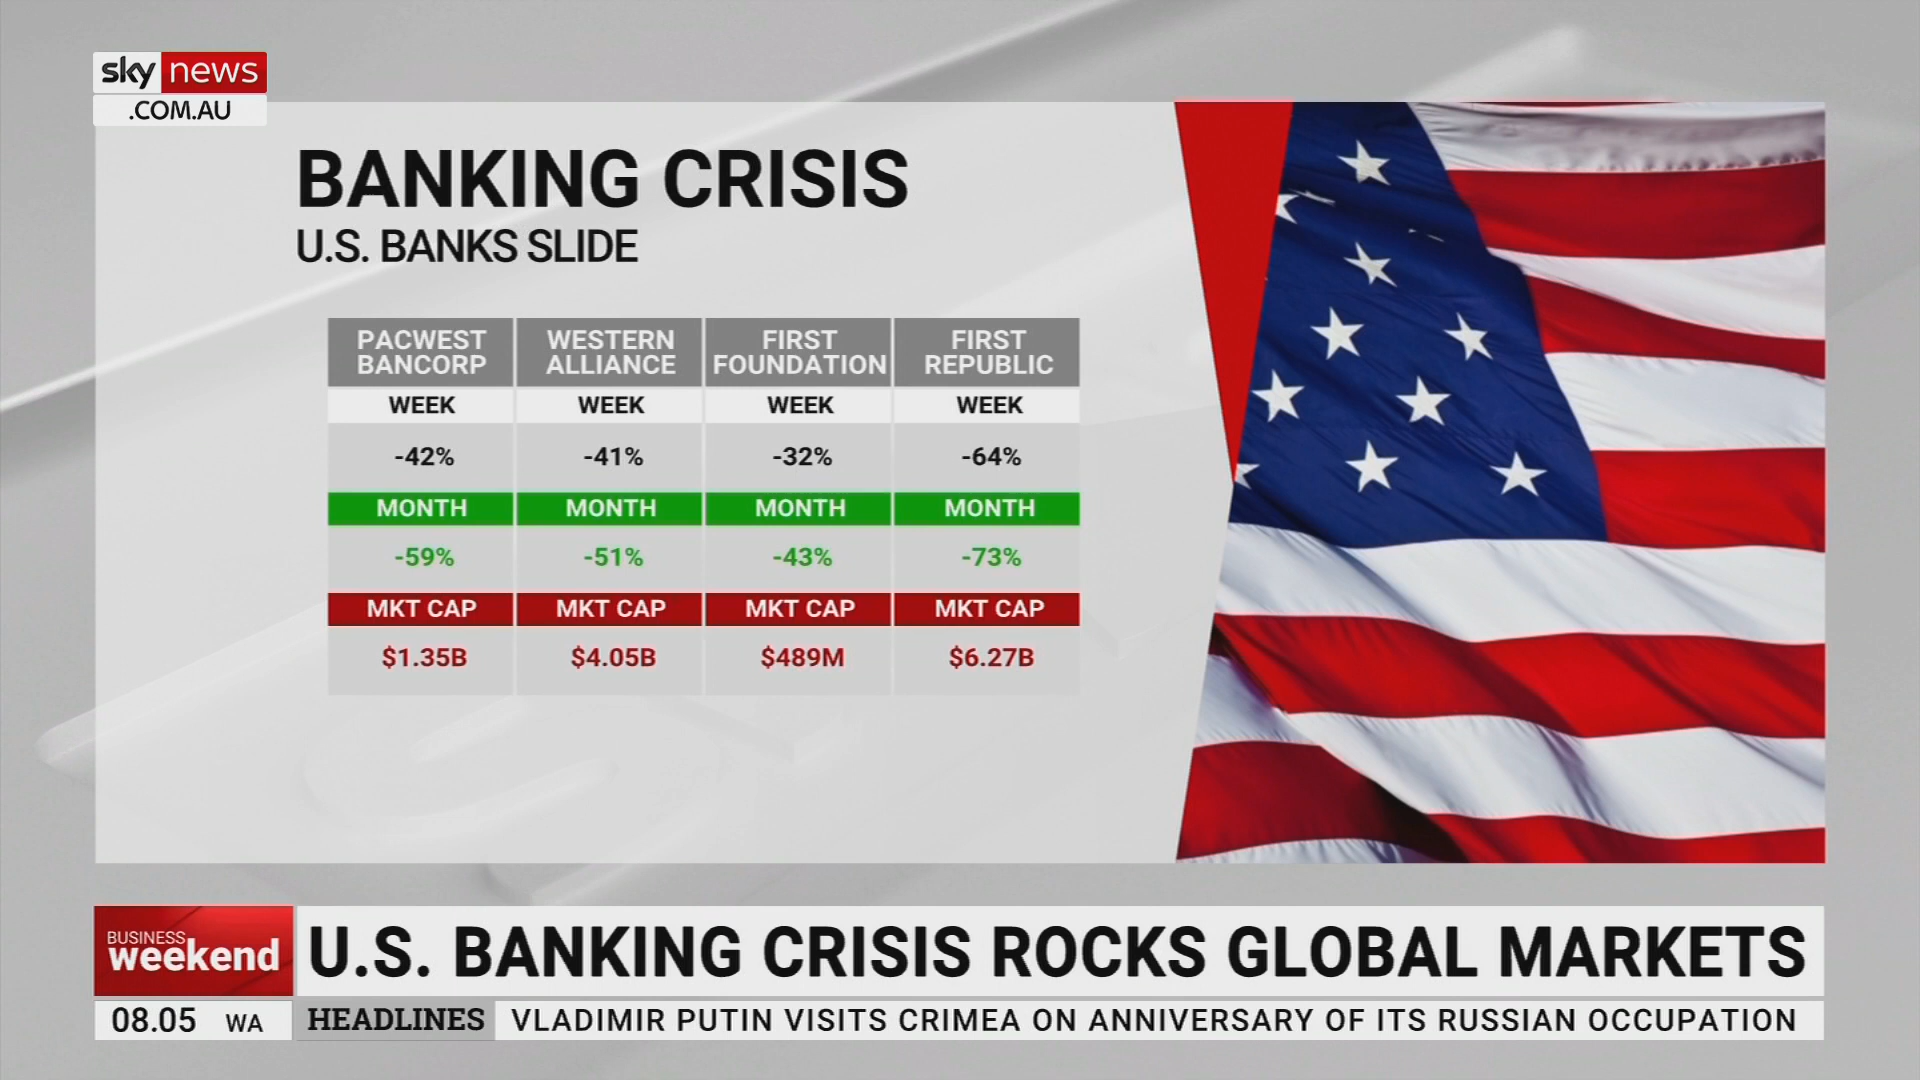 sky news
.COM.AU
BANKING CRISIS
U.S. BANKS SLIDE
PACWEST BANCORP WESTERN ALLIANCE FIRST FOUNDATION FIRST REPUBLIC
WEEK WEEK WEEK WEEK
-42% -41% -32% -64%
MONTH MONTH MONTH MONTH
-59% -51% -43% -73%
MKT CAP MKT CAP MKT CAP MKT CAP
$1.35B $4.05B $489M $6.27B
BUSINESS
weekend
U.S. BANKING CRISIS ROCKS GLOBAL MARKETS
08.05 WA HEADLINES VLADIMIR PUTIN VISITS CRIMEA ON ANNIVERSARY OF ITS RUSSIAN OCCUPATION